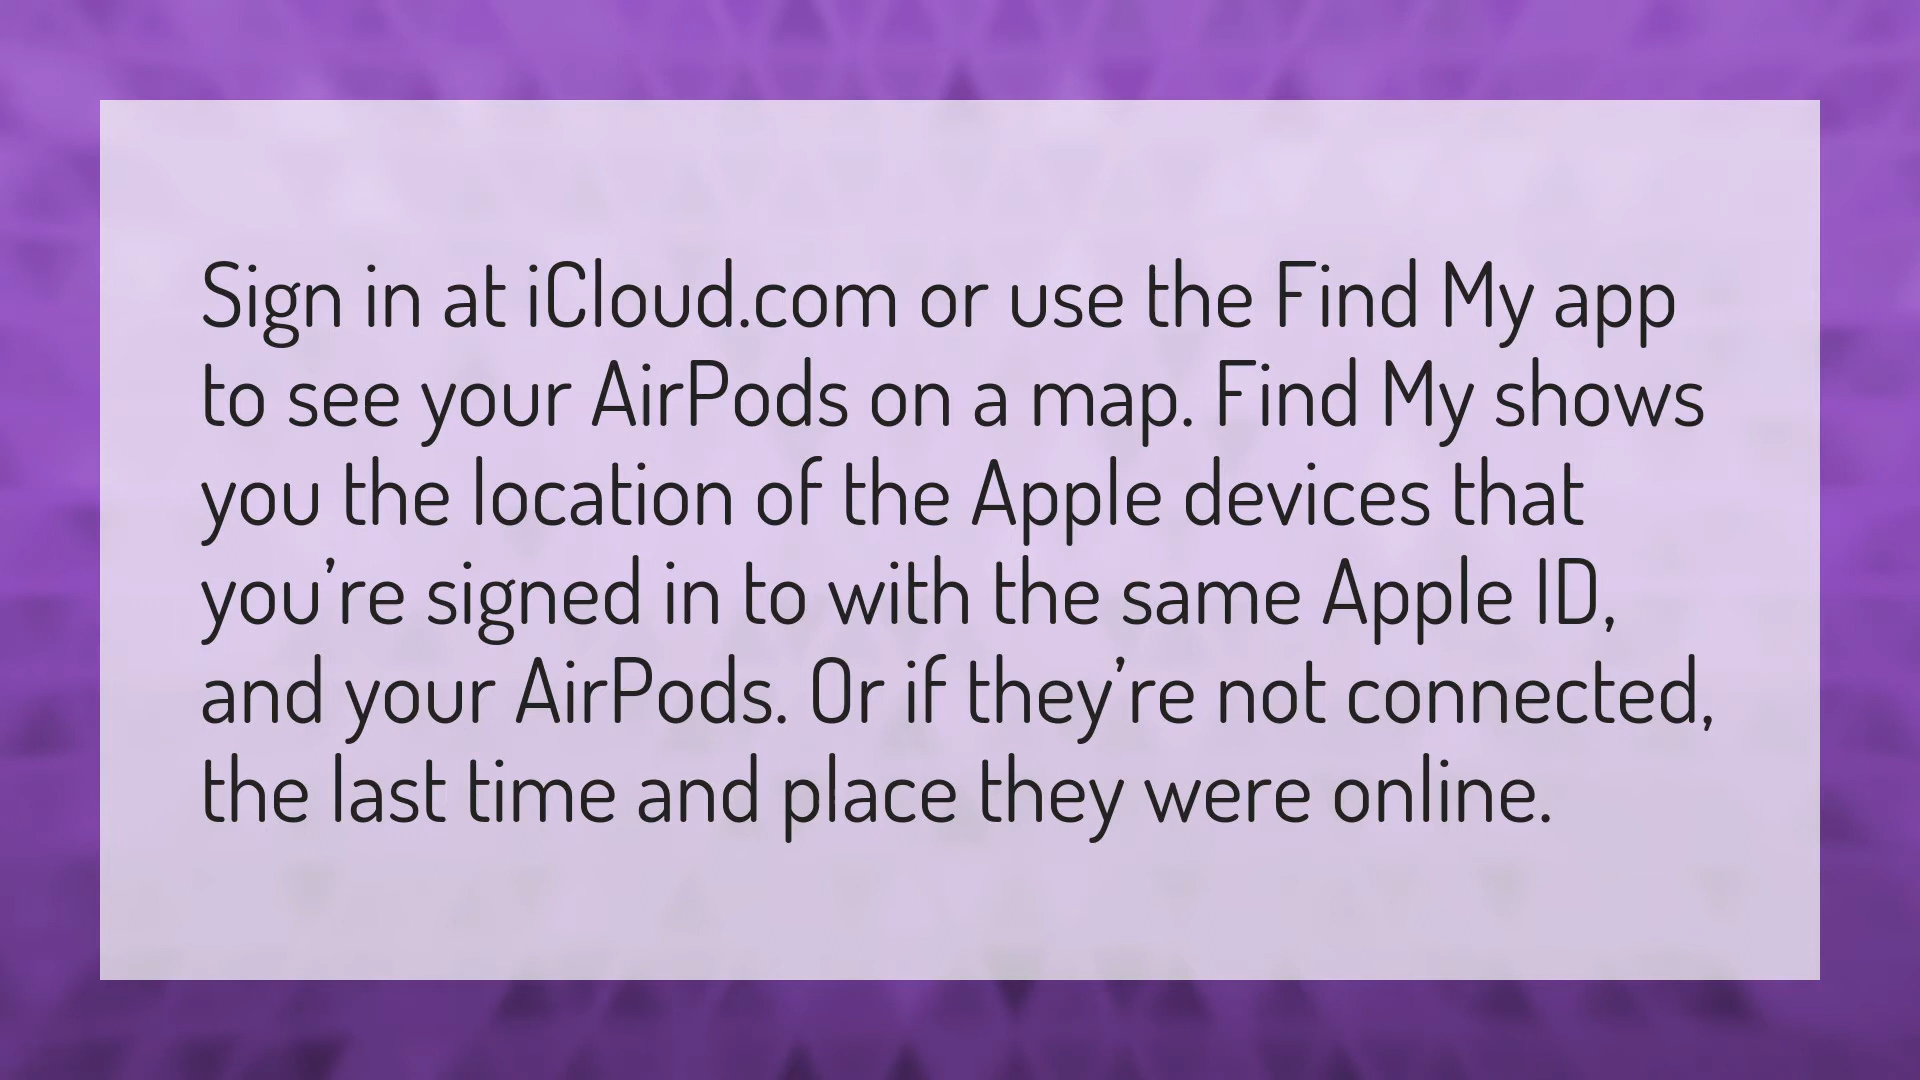 Sign in at iCloud.com or use the Find My app
to see your AirPods on a map. Find My shows
you the location of the Apple devices that
you’re signed in to with the same Apple ID,
and your AirPods. Or if they’re not connected,
the last time and place they were online.